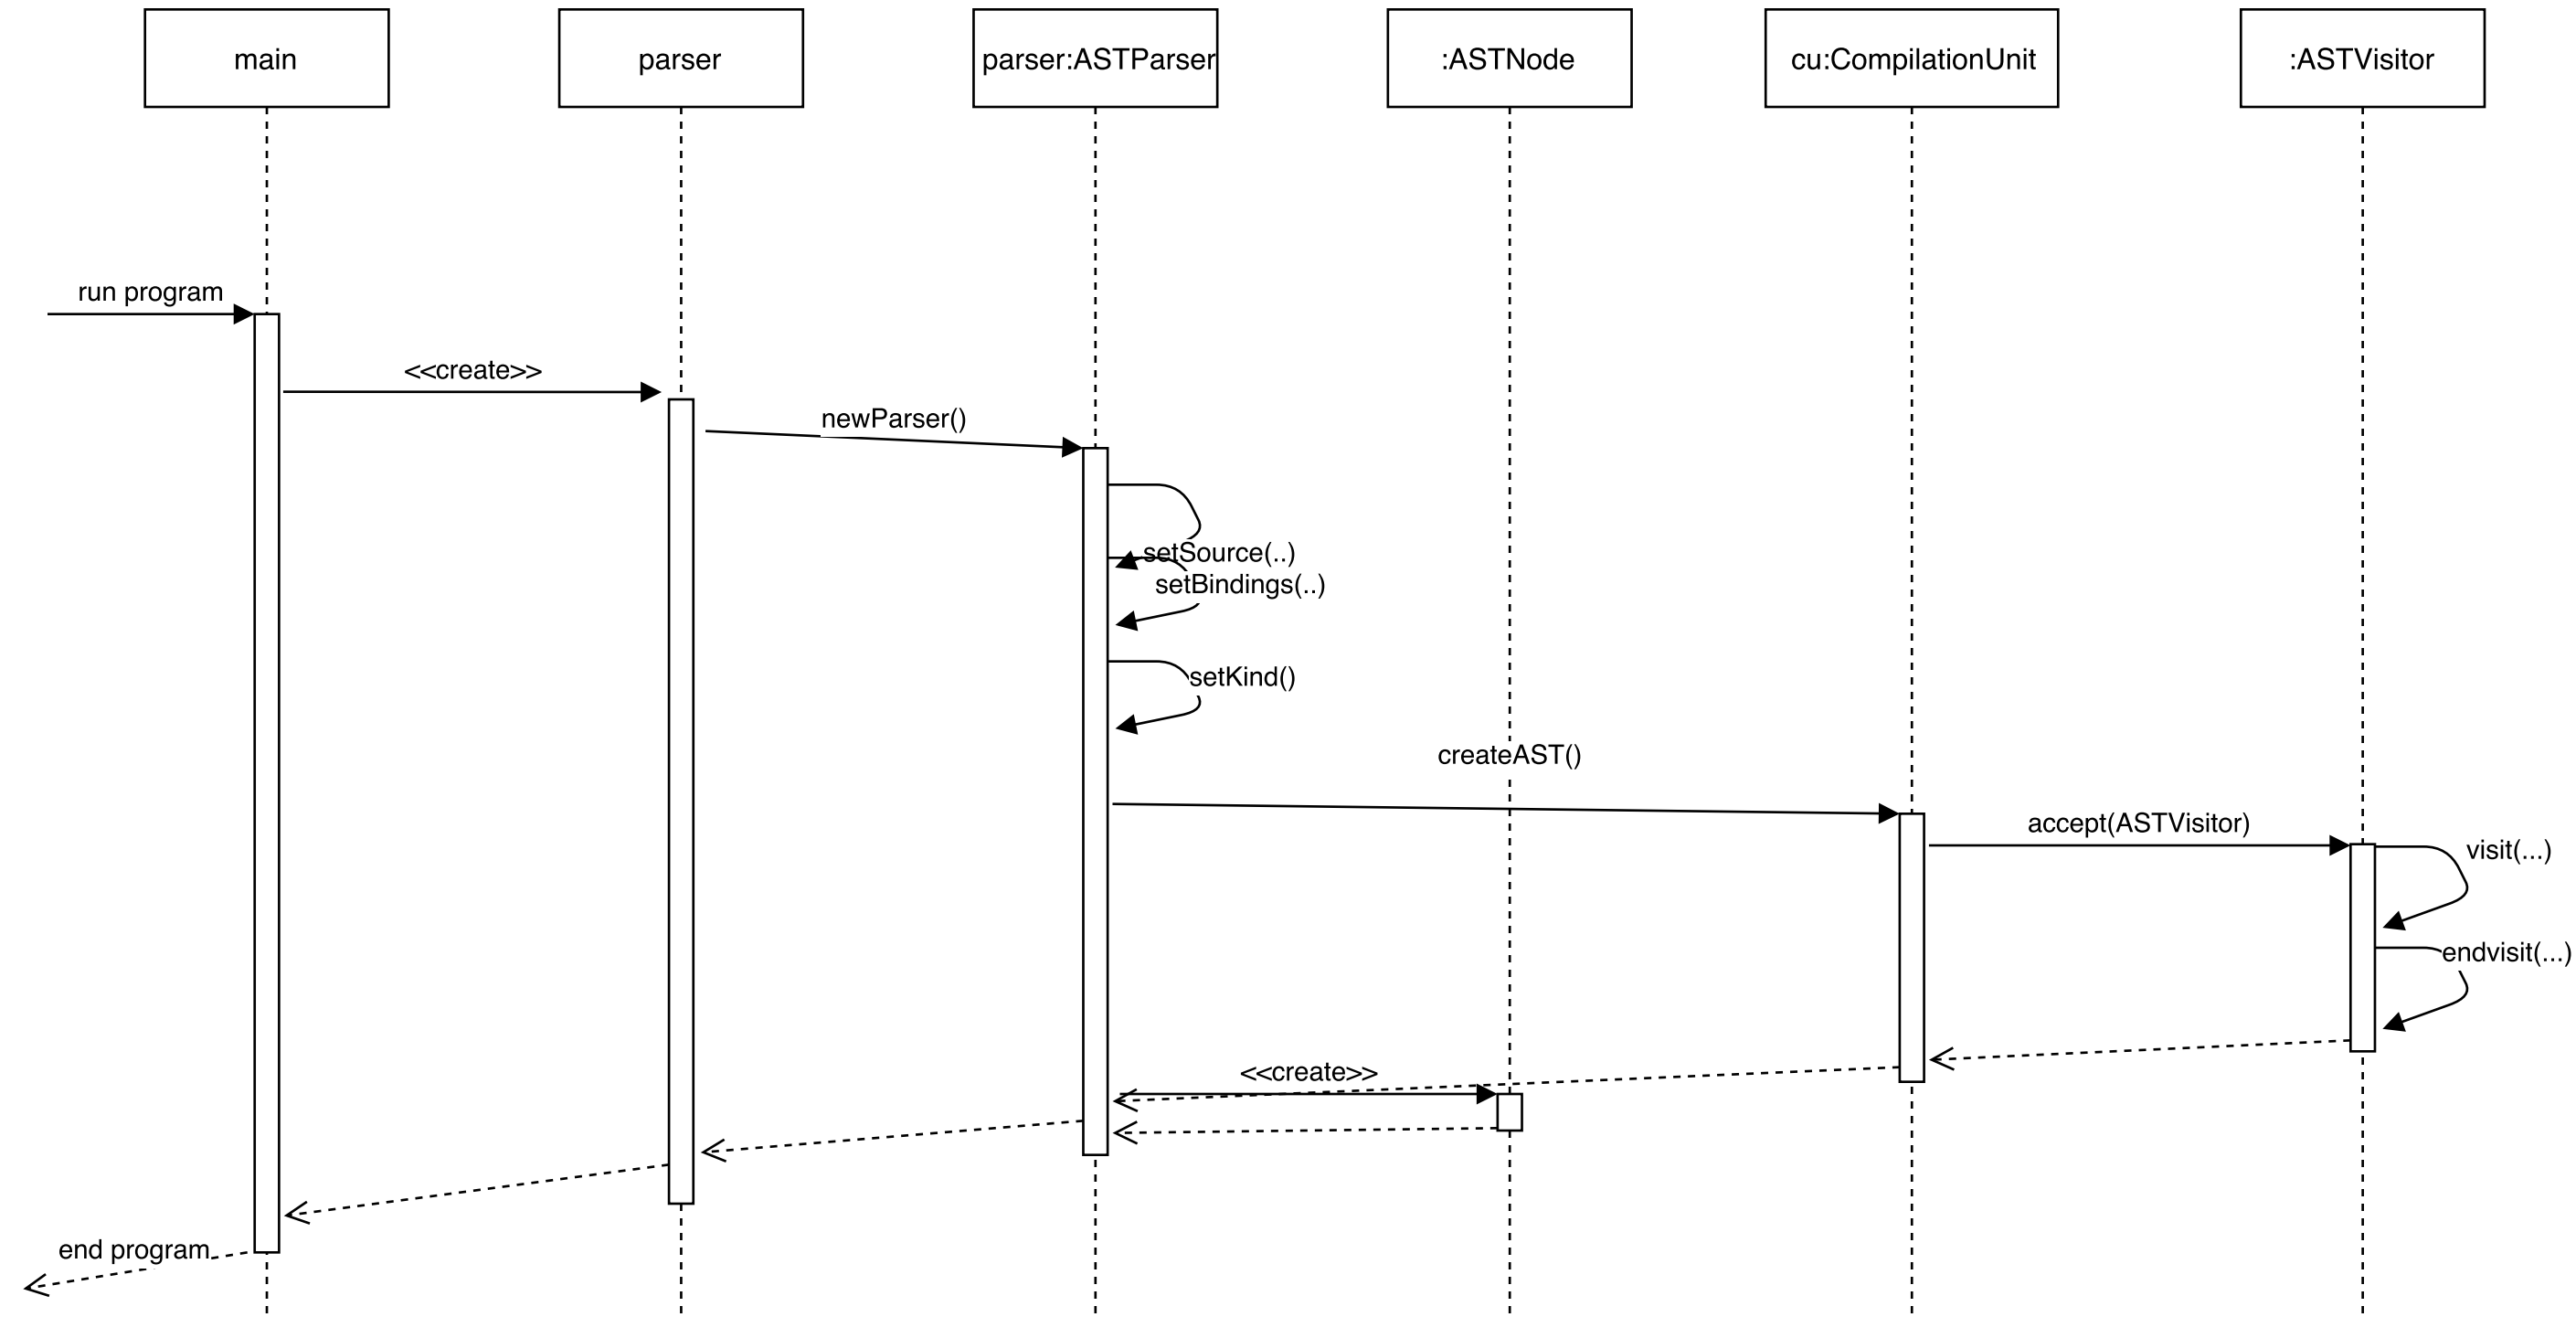 main
parser
parser:ASTParser
:ASTNode
cu:CompilationUnit
:ASTVisitor
run program
<<create>>
newParser()
setSource(..)
setBindings(..)
setKind()
createAST()
accept(ASTVisitor)
visit(...)
endvisit(...)
<<create>>
end program